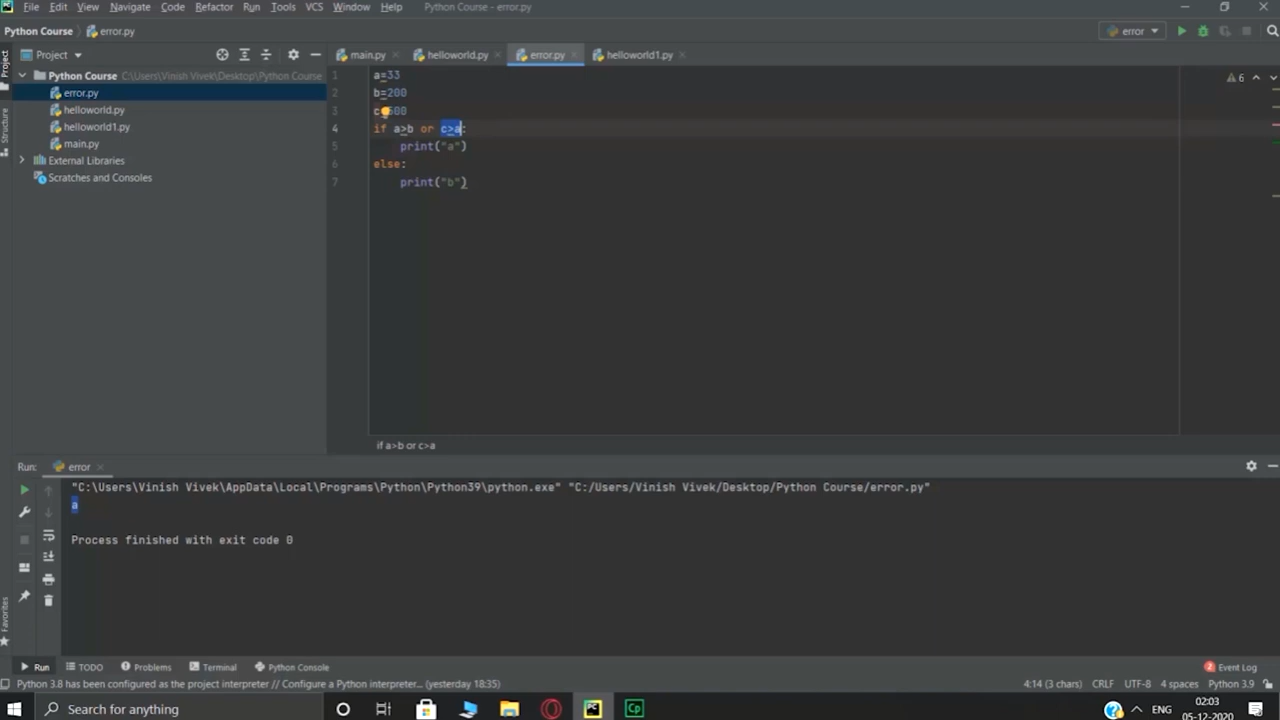 File Edit View Navigate Code Refactor Run Tools VCS Window Help Python Course - error.py
Python Course error.py error
Project main.py helloworld.py error.py helloworld1.py
Python Course C:\Users\Vinish Vivek\Desktop\Python Course
error.py
helloworld.py
helloworld1.py
main.py
External Libraries
Scratches and Consoles
Project
Structure
Favorites
6
1 a=33
2 b=200
3 c 500
4 if a>b or c>a:
5 print("a")
6 else:
7 print("b")
if a>b or c>a
Run: error
"C:\Users\Vinish Vivek\AppData\Local\Programs\Python\Python39\python.exe" "C:/Users/Vinish Vivek/Desktop/Python Course/error.py"
a
Process finished with exit code 0
Run TODO Problems Terminal Python Console 2 Event Log
Python 3.8 has been configured as the project interpreter // Configure a Python interpreter... (yesterday 18:35) 4:14 (3 chars) CRLF UTF-8 4 spaces Python 3.9
Search for anything PC Cp ENG 02:03
05-12-2020